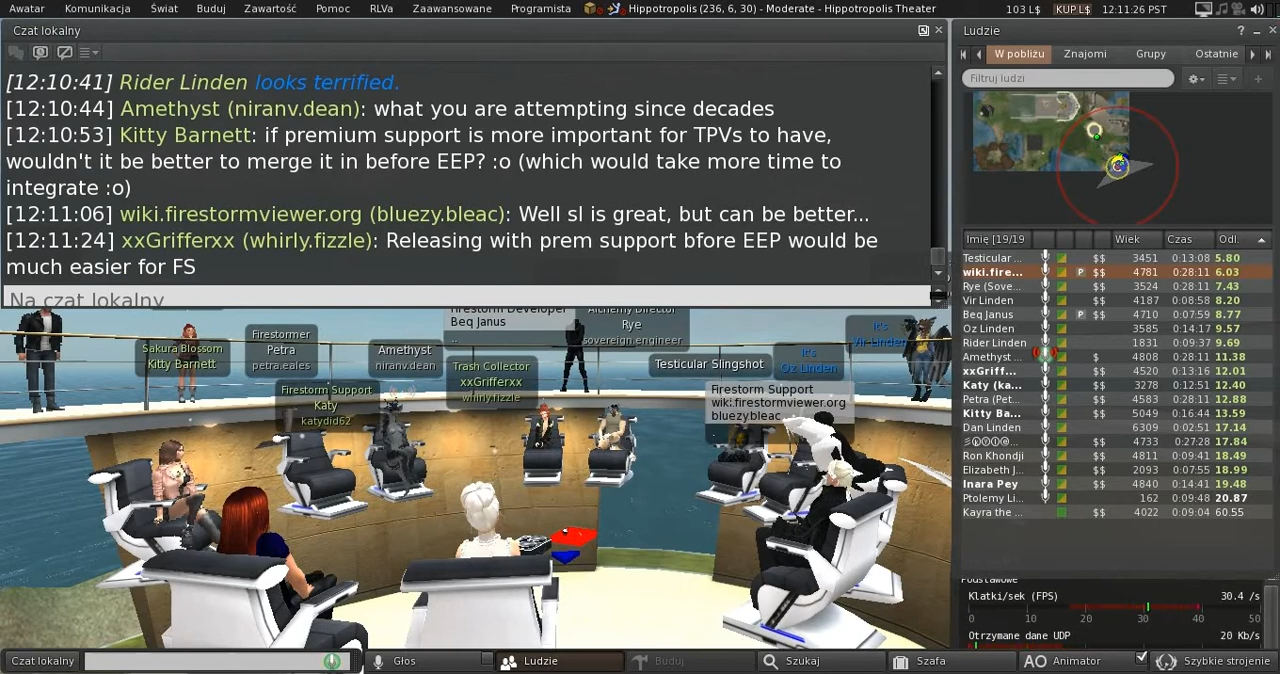 Awatar Komunikacja Świat Buduj Zawartość Pomoc RLVa Zaawansowane Programista Hippotropolis (236, 6, 30) - Moderate - Hippotropolis Theater 103 L$ KUP L$ 12:11:26 PST
Czat lokalny
[12:10:41] Rider Linden looks terrified.
[12:10:44] Amethyst (niranv.dean): what you are attempting since decades
[12:10:53] Kitty Barnett: if premium support is more important for TPVs to have,
wouldn't it be better to merge it in before EEP? :o (which would take more time to
integrate :o)
[12:11:06] wiki.firestormviewer.org (bluezy.bleac): Well sl is great, but can be better...
[12:11:24] xxGrifferxx (whirly.fizzle): Releasing with prem support bfore EEP would be
much easier for FS
Na czat lokalny
Firestorm Developer
Beq Janus
..
Alchemy Director
Rye
sovereign.engineer
It's
Vir Linden
Sakura Blossom
Kitty Barnett
Firestormer
Petra
petra.eales
Amethyst
niranv.dean
Trash Collector
xxGrifferxx
whirly.fizzle
Testicular Slingshot
It's
Oz Linden
Firestorm Support
Katy
katydid62
Firestorm Support
wiki.firestormviewer.org
bluezybleac
Ludzie
W pobliżu Znajomi Grupy Ostatnie
Filtruj ludzi
Imię [19/19 Wiek Czas Odl.
Testicular ... $$ 3451 0:13:08 5.80
wiki.fire... P $$ 4781 0:28:11 6.03
Rye (Sove... $$ 3524 0:28:11 7.43
Vir Linden $$ 4187 0:08:58 8.20
Beq Janus P $$ 4710 0:07:59 8.77
Oz Linden 3585 0:14:17 9.57
Rider Linden 1831 0:09:37 9.69
Amethyst ... $ 4808 0:28:11 11.38
xxGriff... $$ 4520 0:13:16 12.01
Katy (ka... $$ 3278 0:12:51 12.40
Petra (Pet... $$ 4583 0:28:11 12.88
Kitty Ba... $$ 5049 0:16:44 13.59
Dan Linden 6309 0:02:51 17.14
$$ 4733 0:27:28 17.84
Ron Khondji $$ 4811 0:09:41 18.49
Elizabeth J... $$ 2093 0:07:55 18.99
Inara Pey $$ 4840 0:14:41 19.48
Ptolemy Li... 162 0:09:48 20.87
Kayra the ... $$ 4022 0:09:04 60.55
Podstawowe
Klatki/sek (FPS) 30.4 /s
0 10 20 30 40 50
Otrzymane dane UDP 20 Kb/s
Czat lokalny Głos Ludzie Buduj Szukaj Szafa AO Animator Szybkie strojenie